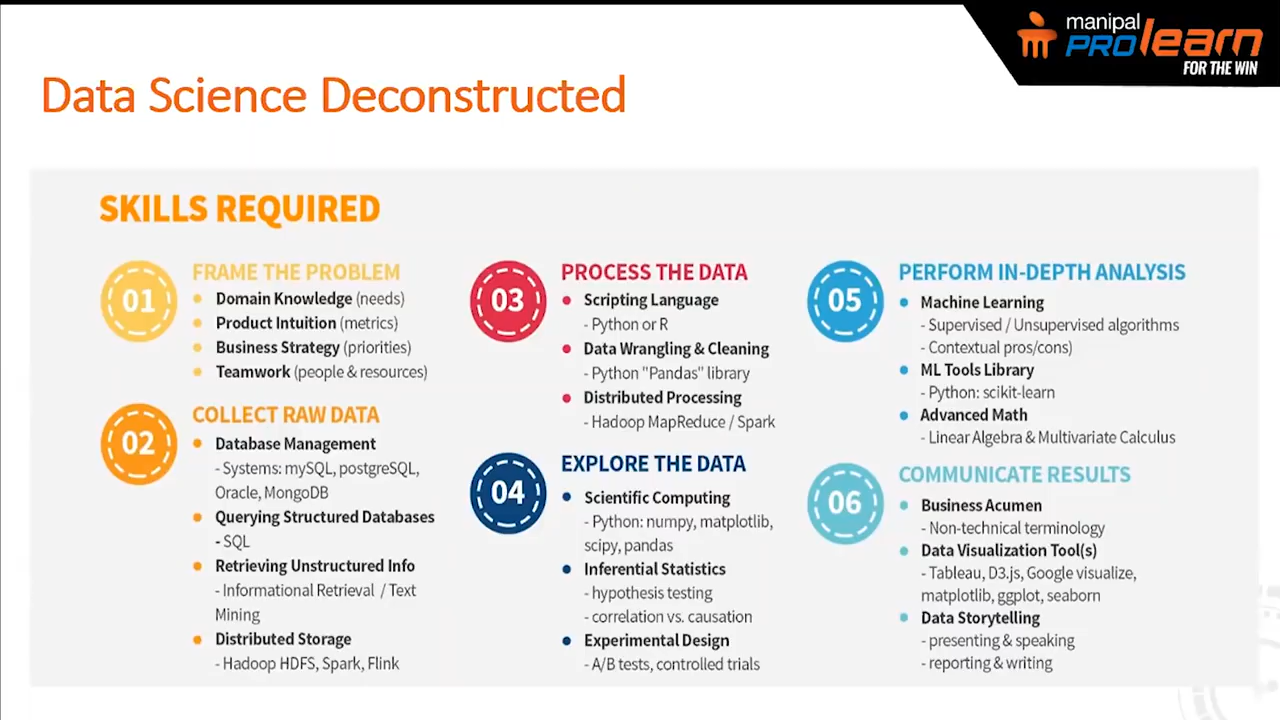 manipal
PROlearn
FOR THE WIN
Data Science Deconstructed
SKILLS REQUIRED
01
FRAME THE PROBLEM
Domain Knowledge (needs)
Product Intuition (metrics)
Business Strategy (priorities)
Teamwork (people & resources)
02
COLLECT RAW DATA
Database Management
- Systems: mySQL, postgreSQL,
Oracle, MongoDB
Querying Structured Databases
- SQL
Retrieving Unstructured Info
- Informational Retrieval / Text
Mining
Distributed Storage
- Hadoop HDFS, Spark, Flink
03
PROCESS THE DATA
Scripting Language
- Python or R
Data Wrangling & Cleaning
- Python "Pandas" library
Distributed Processing
- Hadoop MapReduce / Spark
04
EXPLORE THE DATA
Scientific Computing
- Python: numpy, matplotlib,
scipy, pandas
Inferential Statistics
- hypothesis testing
- correlation vs. causation
Experimental Design
- A/B tests, controlled trials
05
PERFORM IN-DEPTH ANALYSIS
Machine Learning
- Supervised / Unsupervised algorithms
- Contextual pros/cons)
ML Tools Library
- Python: scikit-learn
Advanced Math
- Linear Algebra & Multivariate Calculus
06
COMMUNICATE RESULTS
Business Acumen
- Non-technical terminology
Data Visualization Tool(s)
- Tableau, D3.js, Google visualize,
matplotlib, ggplot, seaborn
Data Storytelling
- presenting & speaking
- reporting & writing